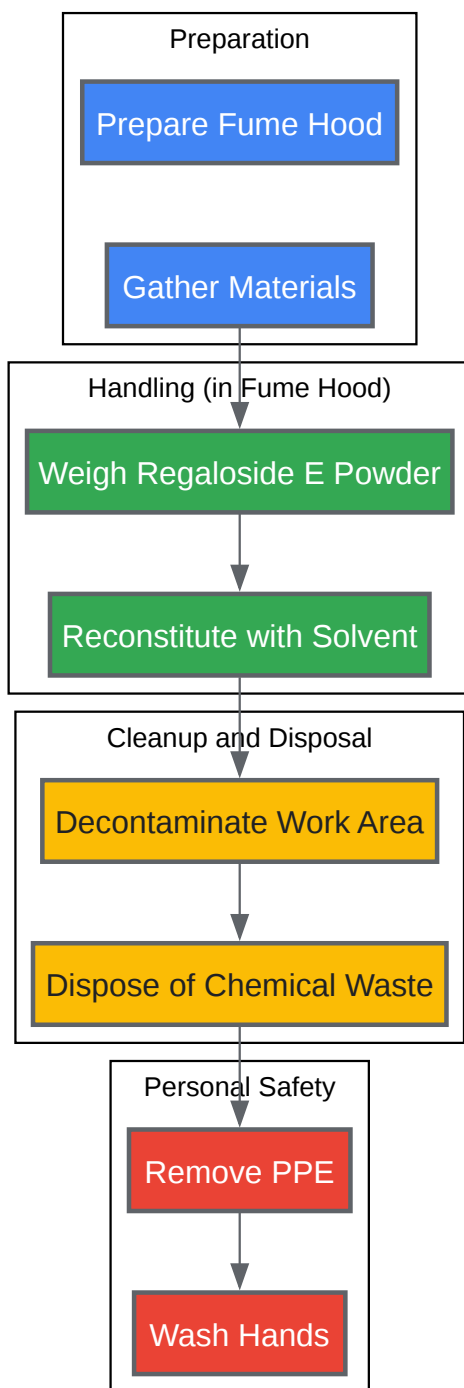 Preparation
Prepare Fume Hood
Gather Materials
Handling (in Fume Hood)
Weigh Regaloside E Powder
Reconstitute with Solvent
Cleanup and Disposal
Decontaminate Work Area
Dispose of Chemical Waste
Personal Safety
Remove PPE
Wash Hands